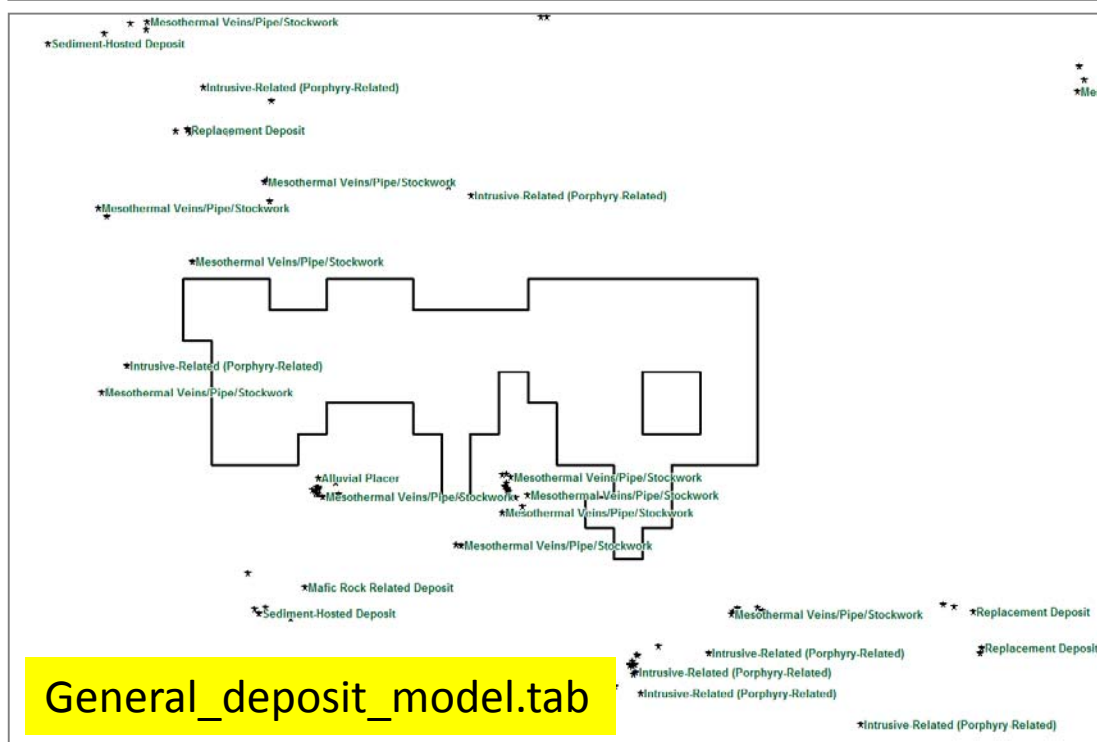 Mesothermal Veins/Pipe/Stockwork
Sediment-Hosted Deposit
Intrusive-Related (Porphyry-Related)
Me
Replacement Deposit
Mesothermal Veins/Pipe/Stockwork
Intrusive-Related (Porphyry-Related)
Mesothermal Veins/Pipe/Stockwork
Mesothermal Veins/Pipe/Stockwork
Intrusive-Related (Porphyry-Related)
Mesothermal Veins/Pipe/Stockwork
Alluvial Placer
Mesothermal Veins/Pipe/Stockwork
Mesothermal Veins/Pipe/Stockwork
Mesothermal Veins/Pipe/Stockwork
Mesothermal Veins/Pipe/Stockwork
Mesothermal Veins/Pipe/Stockwork
Mafic Rock Related Deposit
Sediment-Hosted Deposit
Mesothermal Veins/Pipe/Stockwork
Replacement Deposit
Replacement Deposit
Intrusive-Related (Porphyry-Related)
Intrusive-Related (Porphyry-Related)
Intrusive-Related (Porphyry-Related)
Intrusive-Related (Porphyry-Related)
General_deposit_model.tab